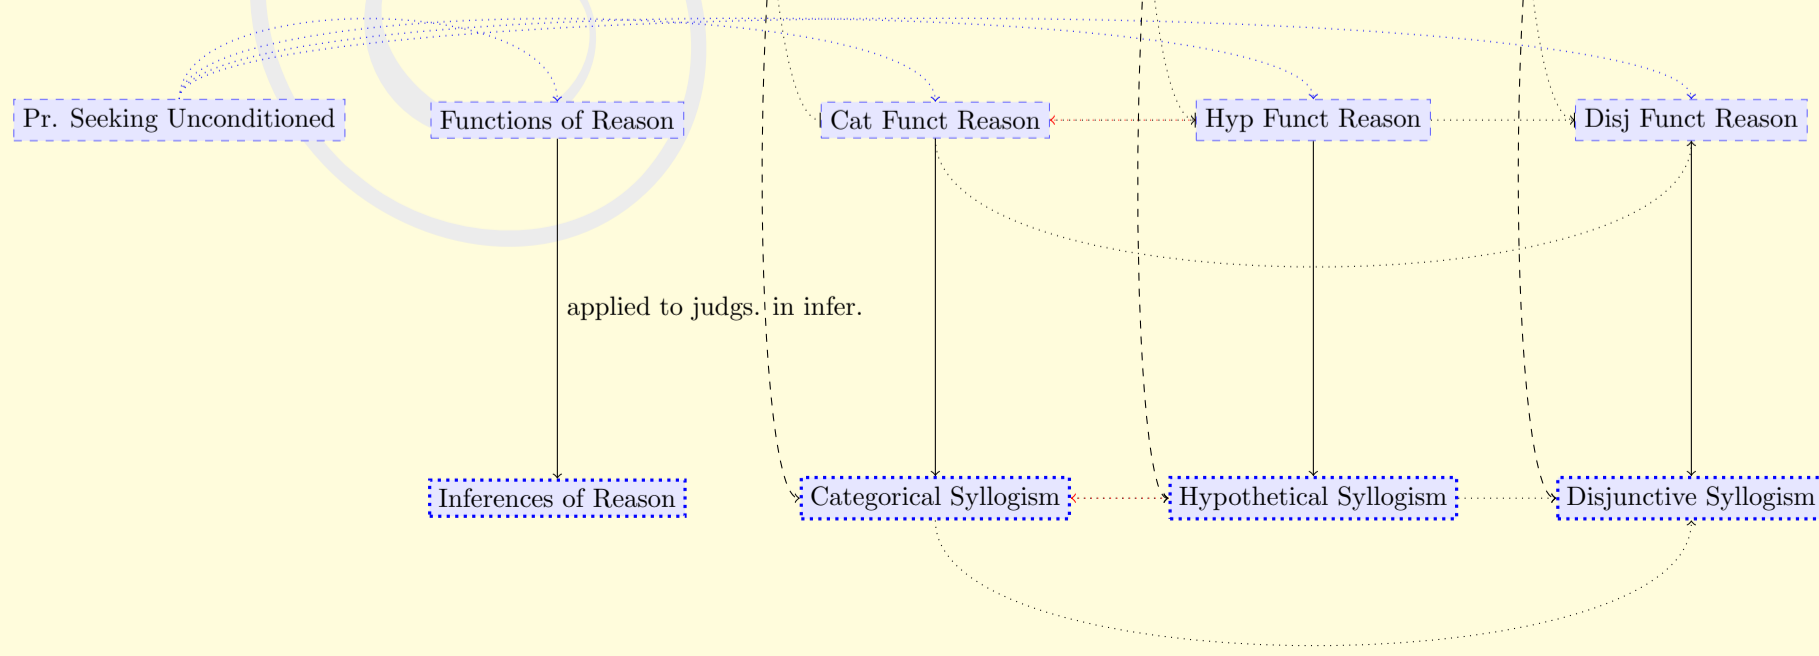 Pr. Seeking Unconditioned
Functions of Reason
Cat Funct Reason
Hyp Funct Reason
Disj Funct Reason
applied to judgs. in infer.
Inferences of Reason
Categorical Syllogism
Hypothetical Syllogism
Disjunctive Syllogism